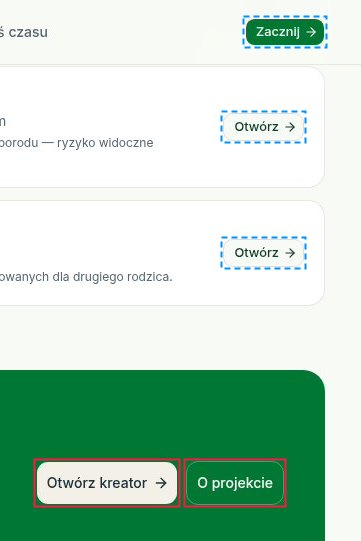 ś czasu
Zacznij →
m
porodu — ryzyko widoczne
Otwórz →
Otwórz →
owanych dla drugiego rodzica.
Otwórz kreator →
O projekcie